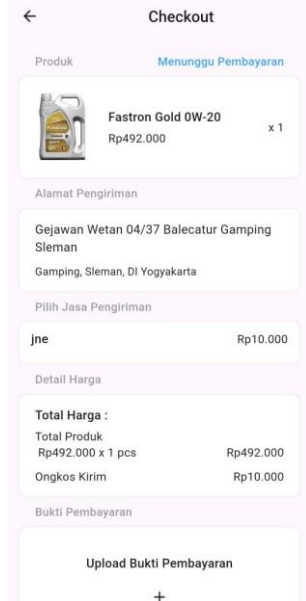 Checkout
Produk Menunggu Pembayaran
Fastron Gold 0W-20
Rp492.000
x 1
Alamat Pengiriman
Gejawan Wetan 04/37 Balecatur Gamping
Sleman
Gamping, Sleman, DI Yogyakarta
Pilih Jasa Pengiriman
jne Rp10.000
Detail Harga
Total Harga :
Total Produk
Rp492.000 x 1 pcs Rp492.000
Ongkos Kirim Rp10.000
Bukti Pembayaran
Upload Bukti Pembayaran
+